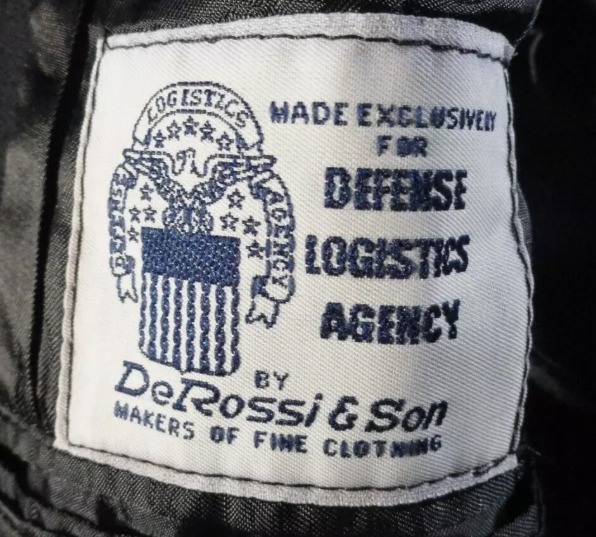 LOGISTICS
DEFENSE
AGENCY
MADE EXCLUSIVELY
FOR
DEFENSE
LOGISTICS
AGENCY
BY
DeRossi & Son
MAKERS OF FINE CLOTHING